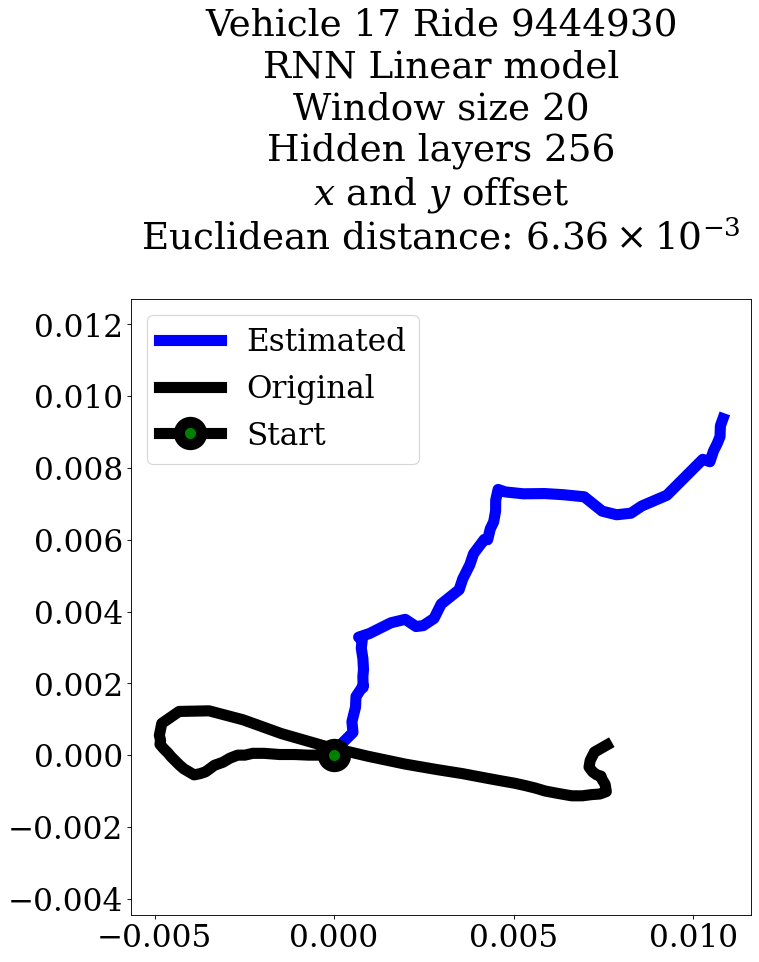 Vehicle 17 Ride 9444930
RNN Linear model
Window size 20
Hidden layers 256
x and y offset
Euclidean distance: 6.36 × 10⁻³
Estimated
Original
Start
0.012
0.010
0.008
0.006
0.004
0.002
0.000
−0.002
−0.004
−0.005 0.000 0.005 0.010